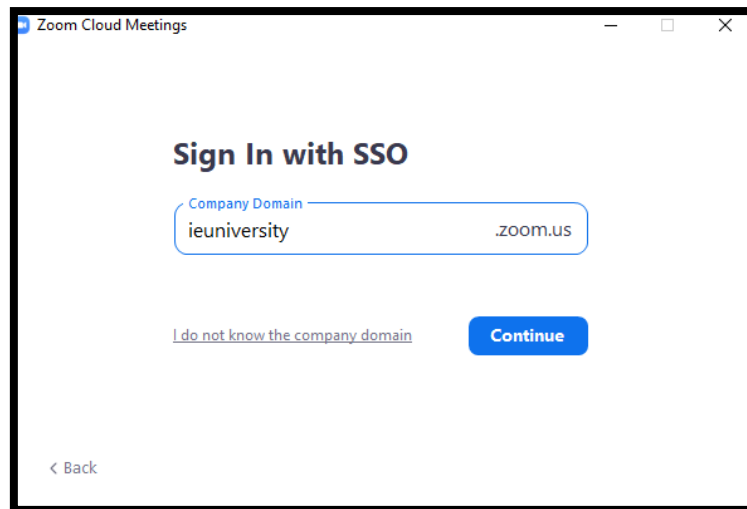 Zoom Cloud Meetings
Sign In with SSO
Company Domain
ieuniversity .zoom.us
I do not know the company domain Continue
Back